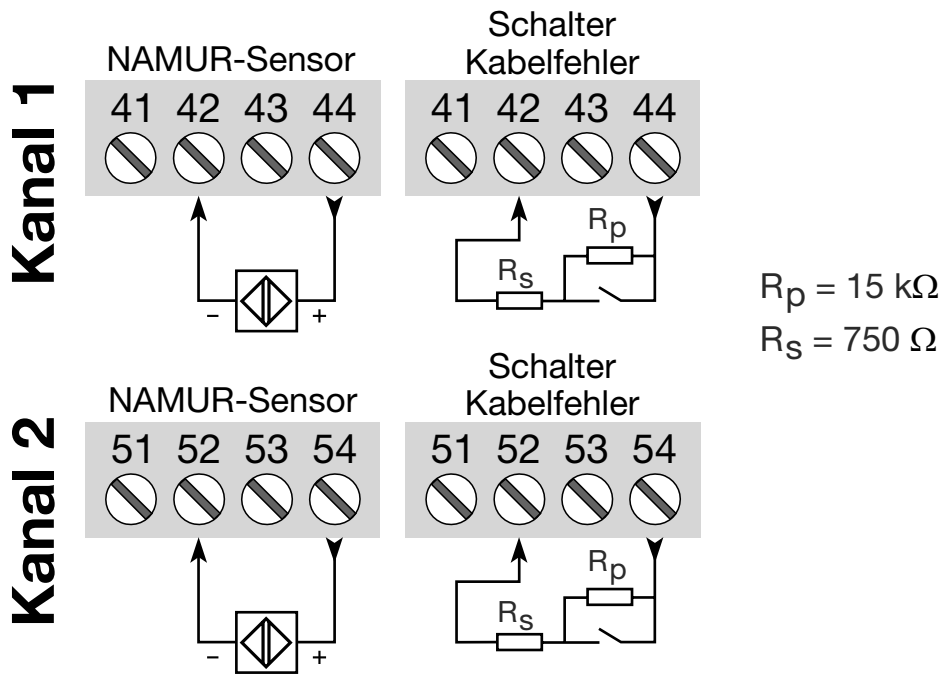 Kanal 1
NAMUR-Sensor
41 42 43 44
- +
Schalter
Kabelfehler
41 42 43 44
Rp
Rs
Rp = 15 kΩ
Rs = 750 Ω
Kanal 2
NAMUR-Sensor
51 52 53 54
- +
Schalter
Kabelfehler
51 52 53 54
Rp
Rs